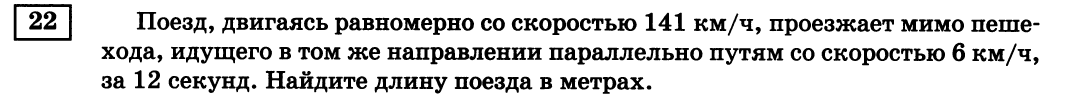 22 Поезд, двигаясь равномерно со скоростью 141 км/ч, проезжает мимо пеше-
хода, идущего в том же направлении параллельно путям со скоростью 6 км/ч,
за 12 секунд. Найдите длину поезда в метрах.